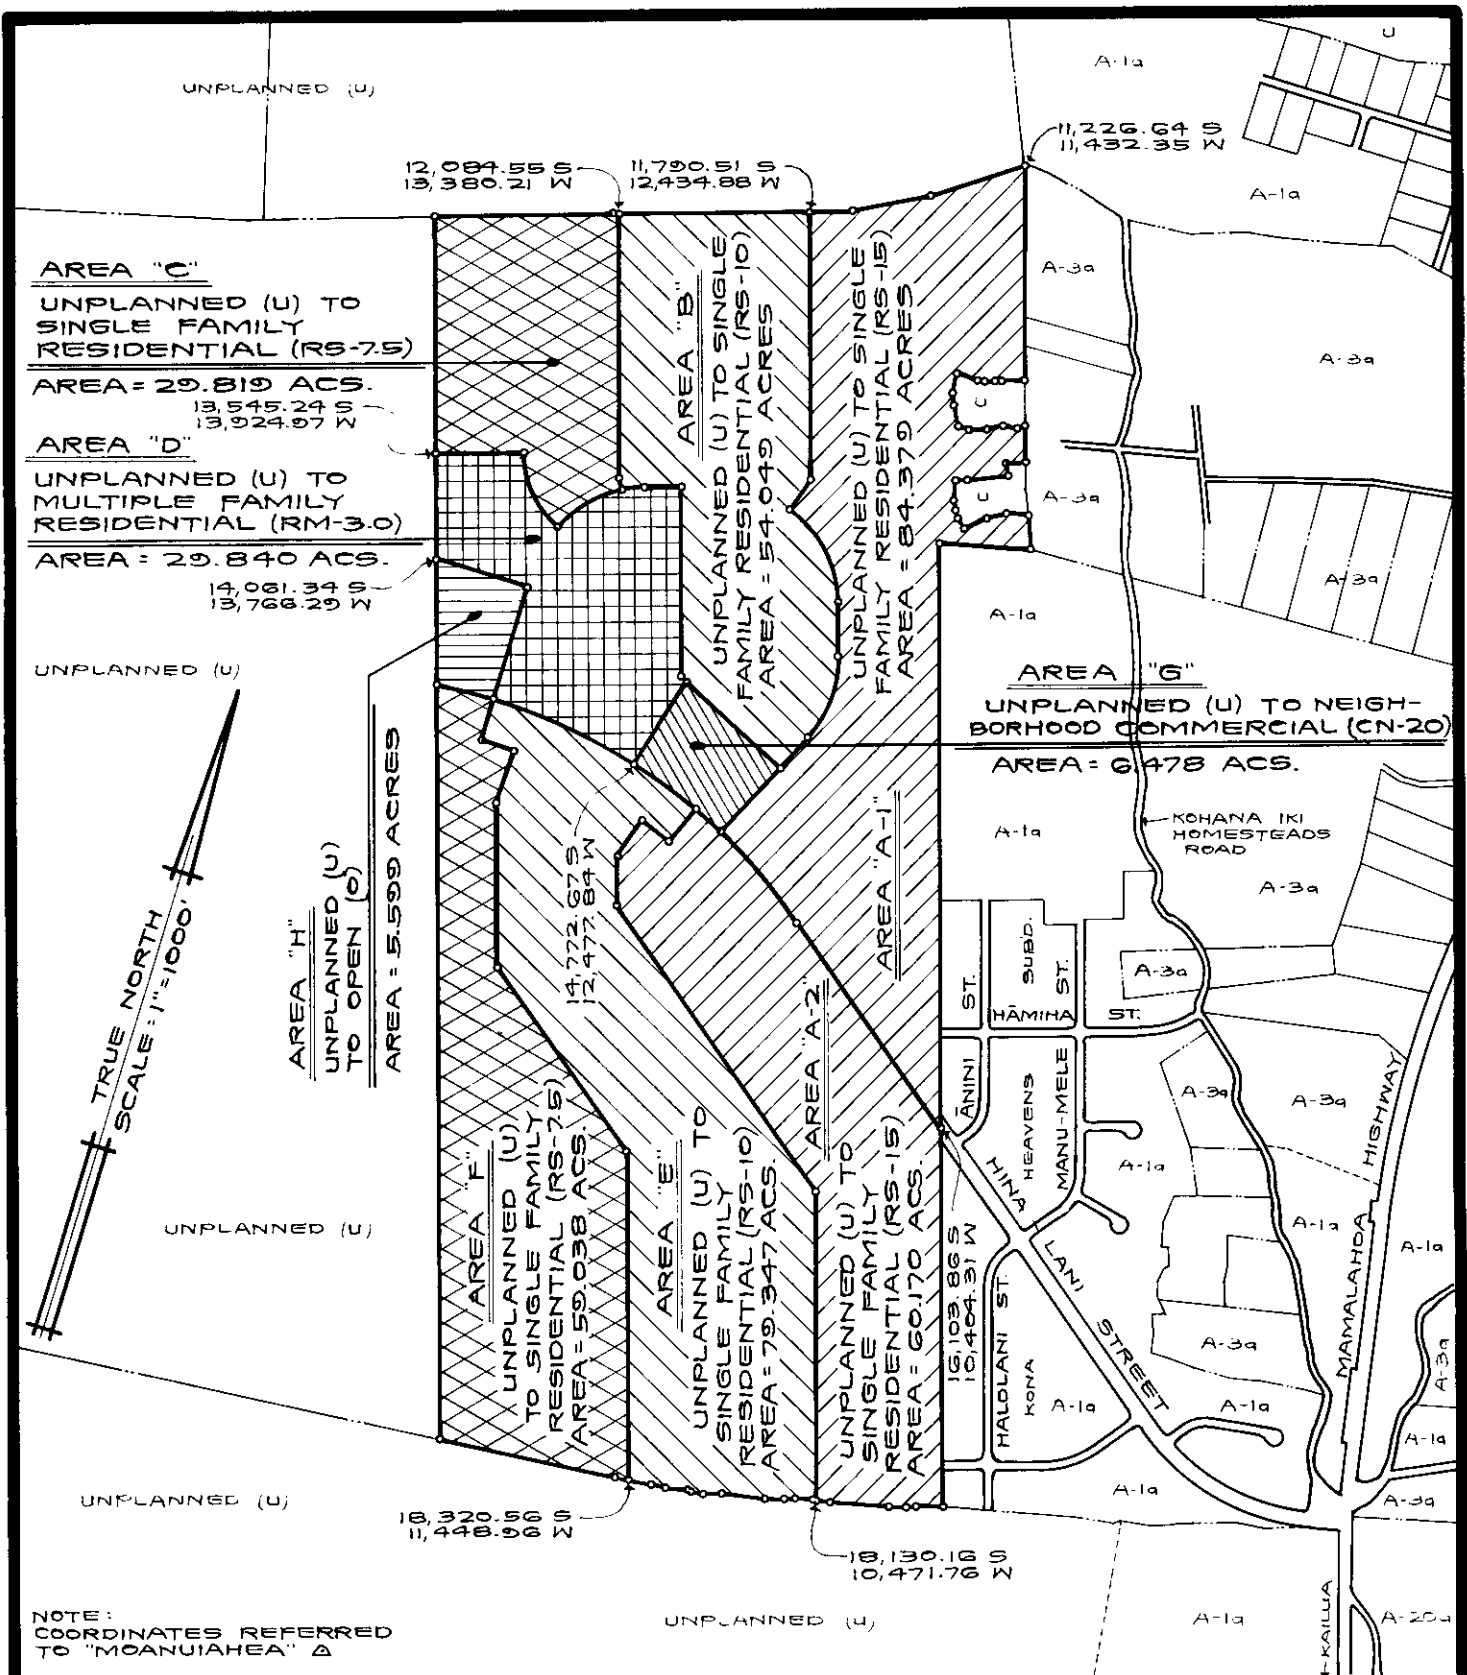 UNPLANNED (U)
A-1a
U
11,226.64 S
11,432.35 W
12,084.55 S
13,380.21 W
11,790.51 S
12,434.88 W
A-1a
AREA "C"
UNPLANNED (U) TO
SINGLE FAMILY
RESIDENTIAL (RS-7.5)
AREA = 29.819 ACS.
13,545.24 S
13,924.97 W
AREA "D"
UNPLANNED (U) TO
MULTIPLE FAMILY
RESIDENTIAL (RM-3.0)
AREA = 29.840 ACS.
14,061.34 S
13,766.29 W
UNPLANNED (U)
AREA "B"
UNPLANNED (U) TO SINGLE
FAMILY RESIDENTIAL (RS-10)
AREA = 54.049 ACRES
UNPLANNED (U) TO SINGLE
FAMILY RESIDENTIAL (RS-15)
AREA = 84.379 ACRES
AREA "A-1"
A-3a
A-3a
U
U
A-3a
A-3a
A-1a
AREA "G"
UNPLANNED (U) TO NEIGH-
BORHOOD COMMERCIAL (CN-20)
AREA = 6.478 ACS.
A-1a
KOHANA IKI
HOMESTEADS
ROAD
A-3a
TRUE NORTH
SCALE: 1"=1000'
AREA "H"
UNPLANNED (U)
TO OPEN (O)
AREA = 5.599 ACRES
14,772.67 S
12,477.84 W
AREA "F"
UNPLANNED (U)
TO SINGLE FAMILY
RESIDENTIAL (RS-7.5)
AREA = 59.038 ACS.
AREA "E"
UNPLANNED (U) TO
SINGLE FAMILY
RESIDENTIAL (RS-10)
AREA = 79.347 ACS.
AREA "A-2"
UNPLANNED (U) TO
SINGLE FAMILY
RESIDENTIAL (RS-15)
AREA = 60.170 ACS.
16,103.86 S
10,404.31 W
ST.
SUBD.
ST.
A-3a
HĀMIHA ST.
ĀNINI
HEAVENS
MANU-MELE
A-3a
A-3a
HIGHWAY
A-1a
HINA LANI STREET
A-1a
A-1a
HALOLANI ST.
KONA
MAMALAHOA
A-3a
A-3a
A-1a
A-1a
A-1a
A-1a
A-3a
UNPLANNED (U)
UNPLANNED (U)
18,320.56 S
11,448.96 W
18,130.16 S
10,471.76 W
UNPLANNED (U)
A-1a
KAILUA
A-20a
NOTE:
COORDINATES REFERRED
TO "MOANUIAHEA" △